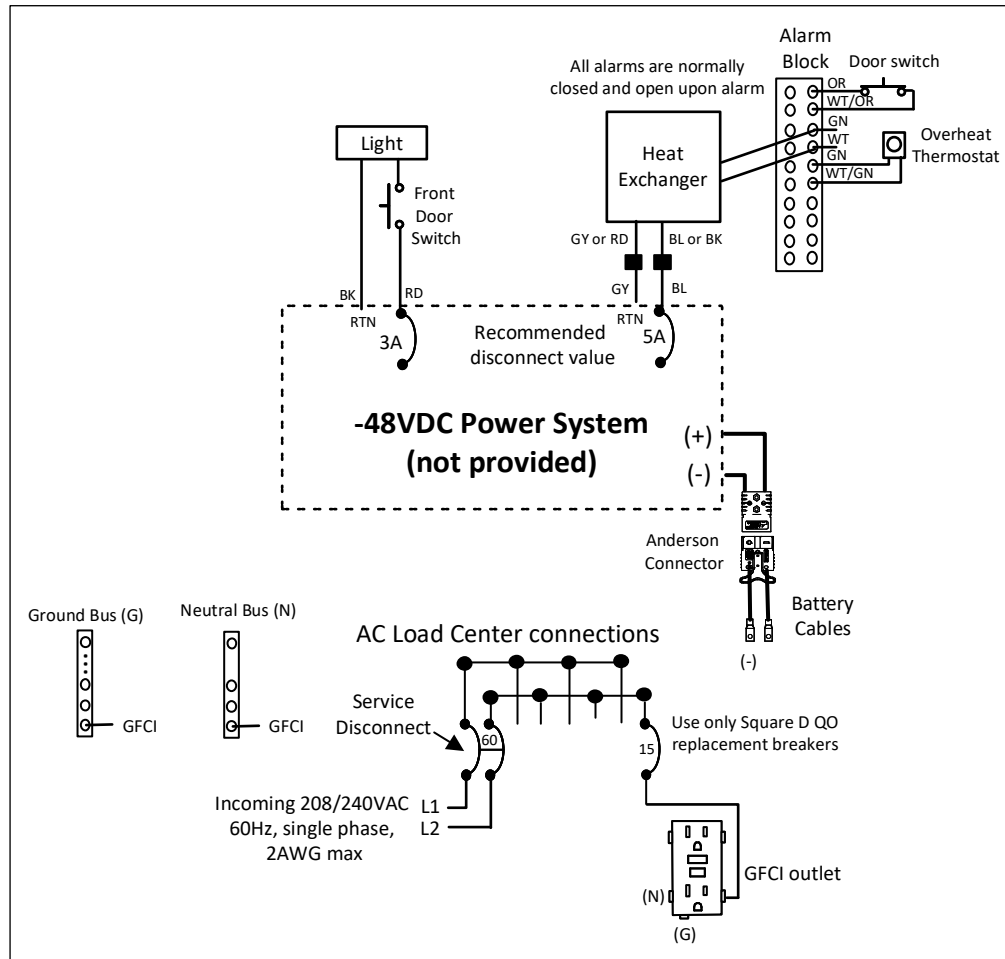 Alarm
Block
Door switch
All alarms are normally
closed and open upon alarm
OR
WT/OR
GN
WT
GN
WT/GN
Overheat
Thermostat
Light
Heat
Exchanger
Front
Door
Switch
GY or RD
BL or BK
BK
RD
GY
BL
RTN
3A
Recommended
disconnect value
RTN
5A
-48VDC Power System
(not provided)
(+)
(-)
Anderson
Connector
Battery
Cables
(-)
Ground Bus (G)
Neutral Bus (N)
AC Load Center connections
GFCI
GFCI
Service
Disconnect
60
15
Use only Square D QO
replacement breakers
Incoming 208/240VAC
60Hz, single phase,
2AWG max
L1
L2
GFCI outlet
(N)
(G)